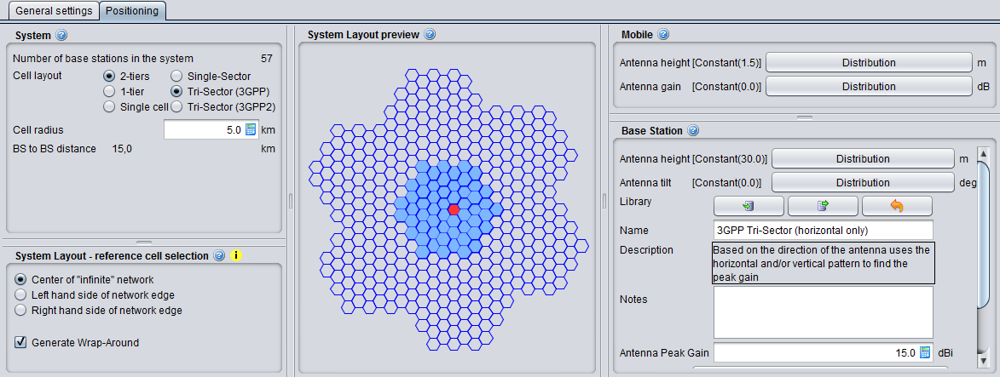 General settings
Positioning
System
Number of base stations in the system 57
Cell layout
2-tiers
Single-Sector
1-tier
Tri-Sector (3GPP)
Single cell
Tri-Sector (3GPP2)
Cell radius 5.0 km
BS to BS distance 15,0 km
System Layout - reference cell selection
Center of "infinite" network
Left hand side of network edge
Right hand side of network edge
Generate Wrap-Around
System Layout preview
Mobile
Antenna height [Constant(1.5)] Distribution m
Antenna gain [Constant(0.0)] Distribution dB
Base Station
Antenna height [Constant(30.0)] Distribution m
Antenna tilt [Constant(0.0)] Distribution deg
Library
Name 3GPP Tri-Sector (horizontal only)
Description Based on the direction of the antenna uses the
horizontal and/or vertical pattern to find the
peak gain
Notes
Antenna Peak Gain 15.0 dBi